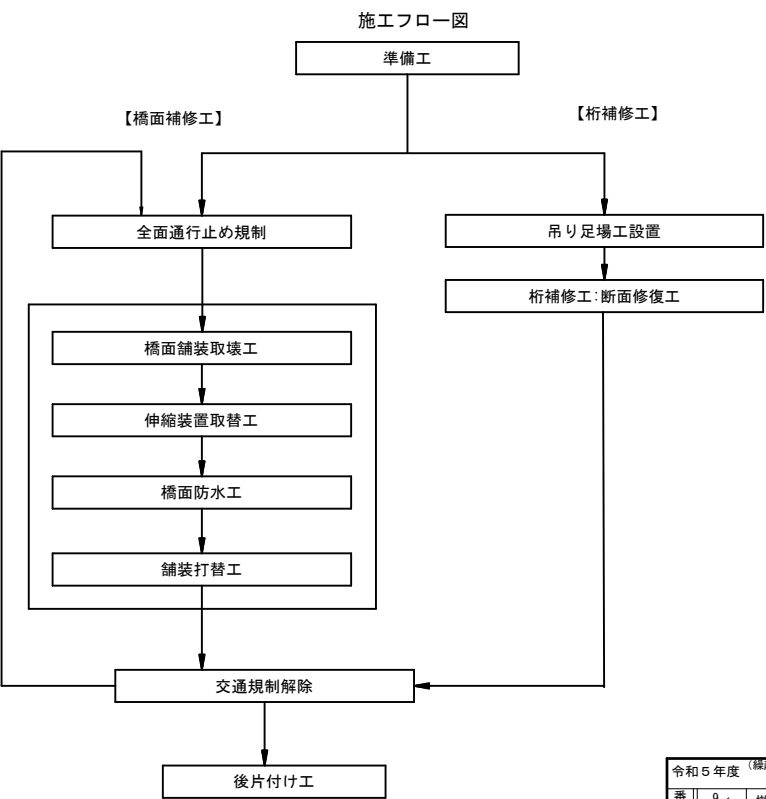 施工フロー図
準備工
【橋面補修工】
【桁補修工】
全面通行止め規制
吊り足場工設置
桁補修工:断面修復工
橋面舗装取壊工
伸縮装置取替工
橋面防水工
舗装打替工
交通規制解除
後片付け工
令和5年度
番 9